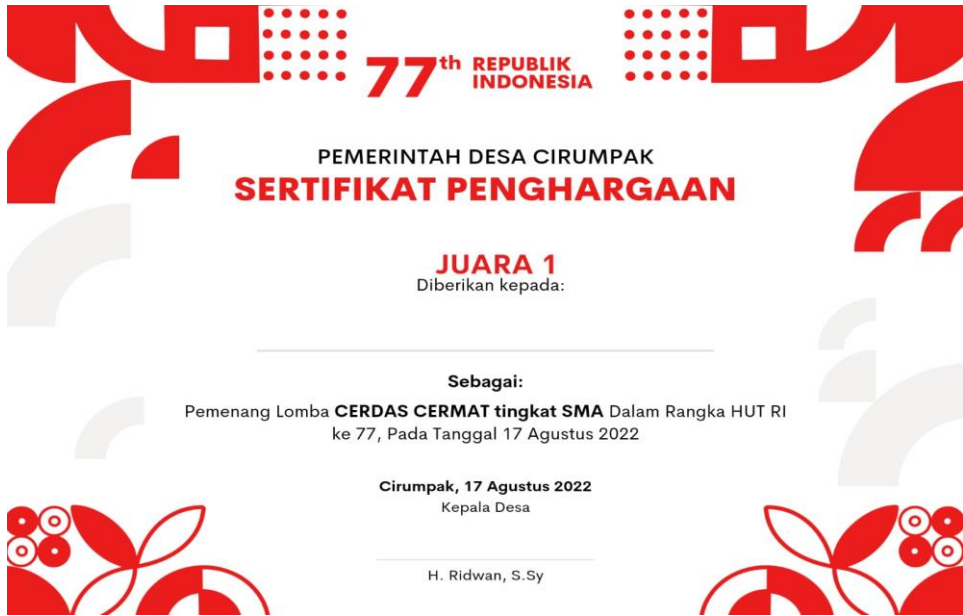 77th REPUBLIK
INDONESIA
PEMERINTAH DESA CIRUMPAK
SERTIFIKAT PENGHARGAAN
JUARA 1
Diberikan kepada:
Sebagai:
Pemenang Lomba CERDAS CERMAT tingkat SMA Dalam Rangka HUT RI
ke 77, Pada Tanggal 17 Agustus 2022
Cirumpak, 17 Agustus 2022
Kepala Desa
H. Ridwan, S.Sy